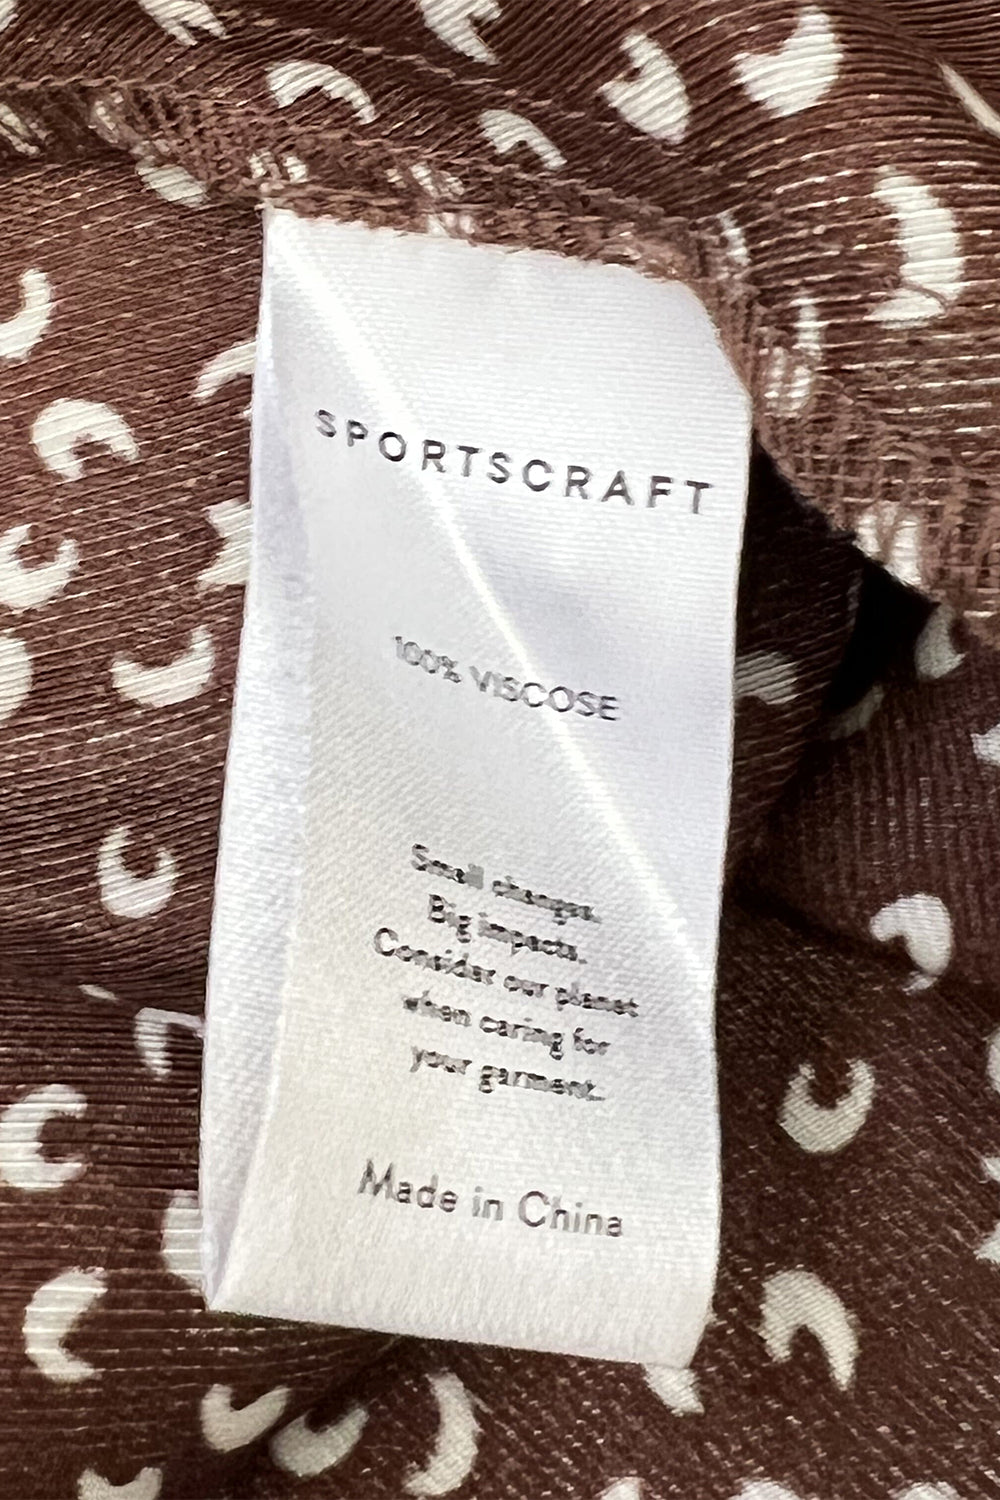 SPORTSCRAFT
100% VISCOSE
Small changes.
Big impacts.
Consider our planet
when caring for
your garment.
Made in China